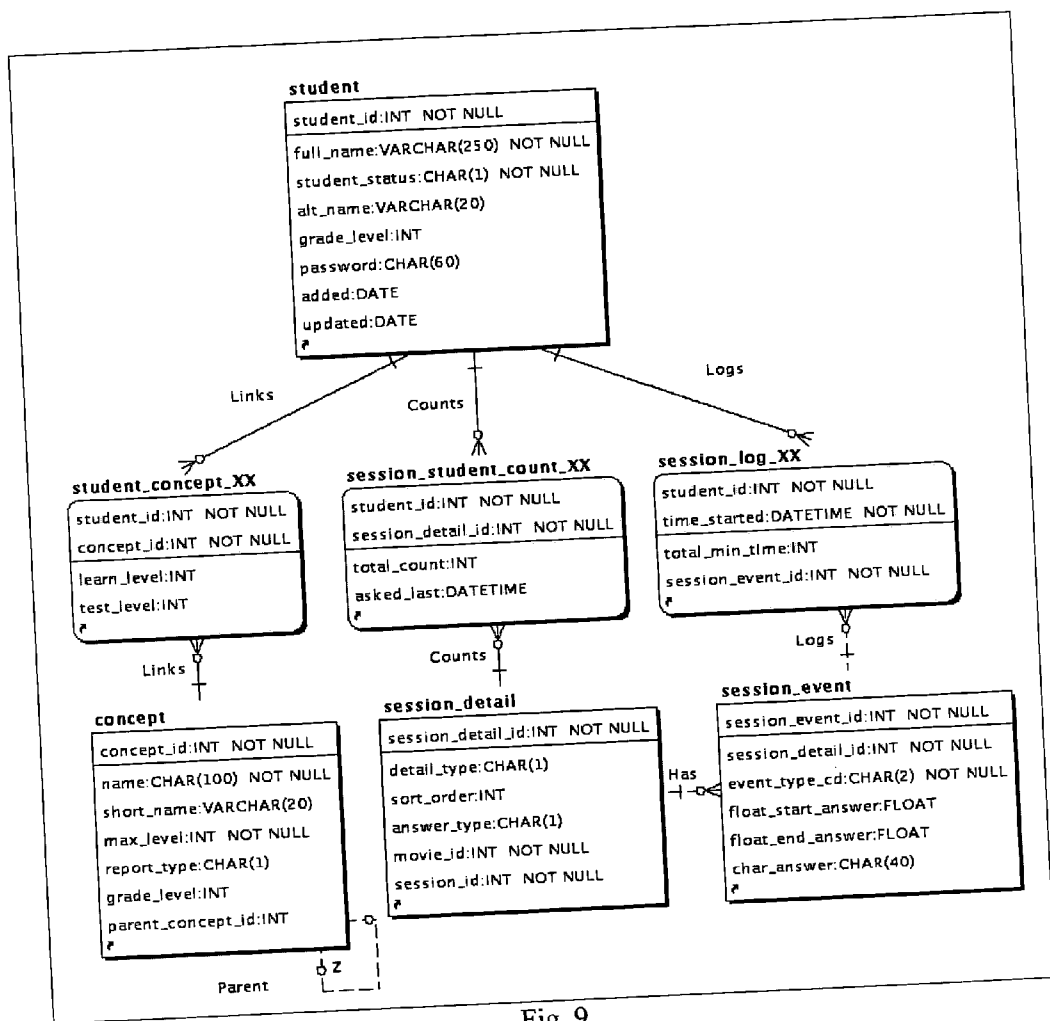 student
student_id:INT NOT NULL
full_name:VARCHAR(250) NOT NULL
student_status:CHAR(1) NOT NULL
alt_name:VARCHAR(20)
grade_level:INT
password:CHAR(60)
added:DATE
updated:DATE
Links
Counts
Logs
student_concept_XX
student_id:INT NOT NULL
concept_id:INT NOT NULL
learn_level:INT
test_level:INT
session_student_count_XX
student_id:INT NOT NULL
session_detail_id:INT NOT NULL
total_count:INT
asked_last:DATETIME
session_log_XX
student_id:INT NOT NULL
time_started:DATETIME NOT NULL
total_min_time:INT
session_event_id:INT NOT NULL
Links
Counts
Logs
concept
concept_id:INT NOT NULL
name:CHAR(100) NOT NULL
short_name:VARCHAR(20)
max_level:INT NOT NULL
report_type:CHAR(1)
grade_level:INT
parent_concept_id:INT
Z
Parent
session_detail
session_detail_id:INT NOT NULL
detail_type:CHAR(1)
sort_order:INT
answer_type:CHAR(1)
movie_id:INT NOT NULL
session_id:INT NOT NULL
Has
session_event
session_event_id:INT NOT NULL
session_detail_id:INT NOT NULL
event_type_cd:CHAR(2) NOT NULL
float_start_answer:FLOAT
float_end_answer:FLOAT
char_answer:CHAR(40)
Fig. 9